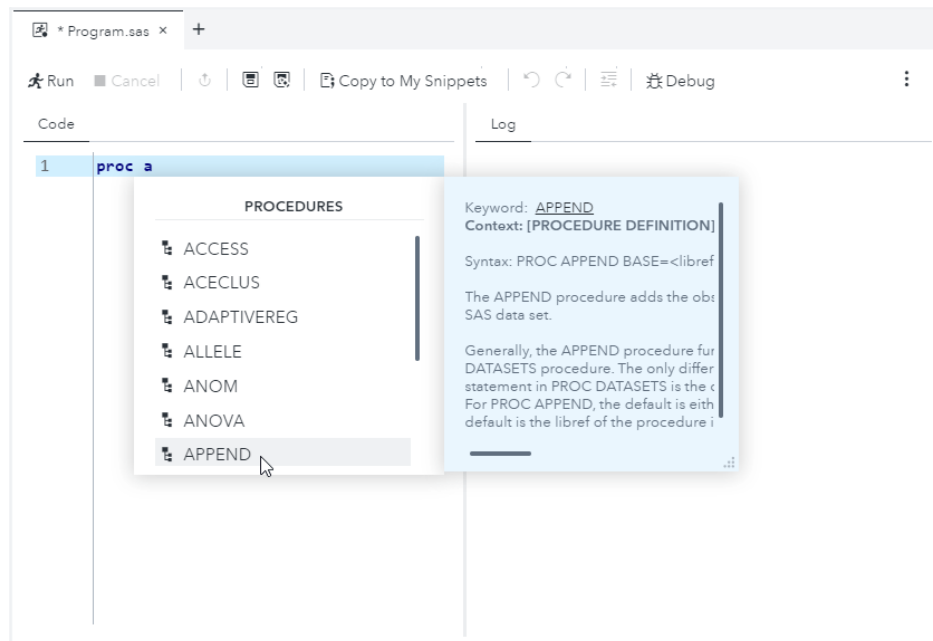 * Program.sas × +
Run Cancel Copy to My Snippets Debug
Code
Log
1 proc a
PROCEDURES
ACCESS
ACECLUS
ADAPTIVEREG
ALLELE
ANOM
ANOVA
APPEND
Keyword: APPEND
Context: [PROCEDURE DEFINITION]
Syntax: PROC APPEND BASE=<libref
The APPEND procedure adds the obs
SAS data set.
Generally, the APPEND procedure fur
DATASETS procedure. The only differ
statement in PROC DATASETS is the
For PROC APPEND, the default is eith
default is the libref of the procedure i